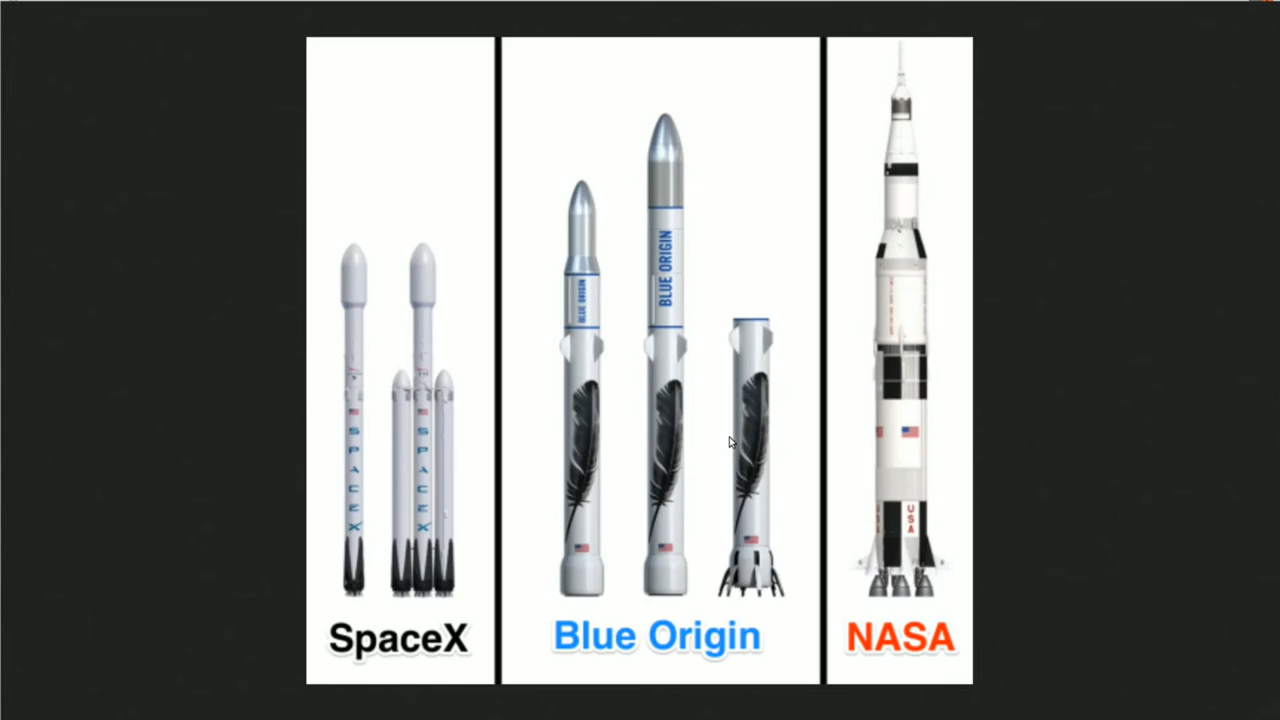 BLUE ORIGIN
BLUE ORIGIN
SPACEX
SPACEX
USA
SpaceX
Blue Origin
NASA